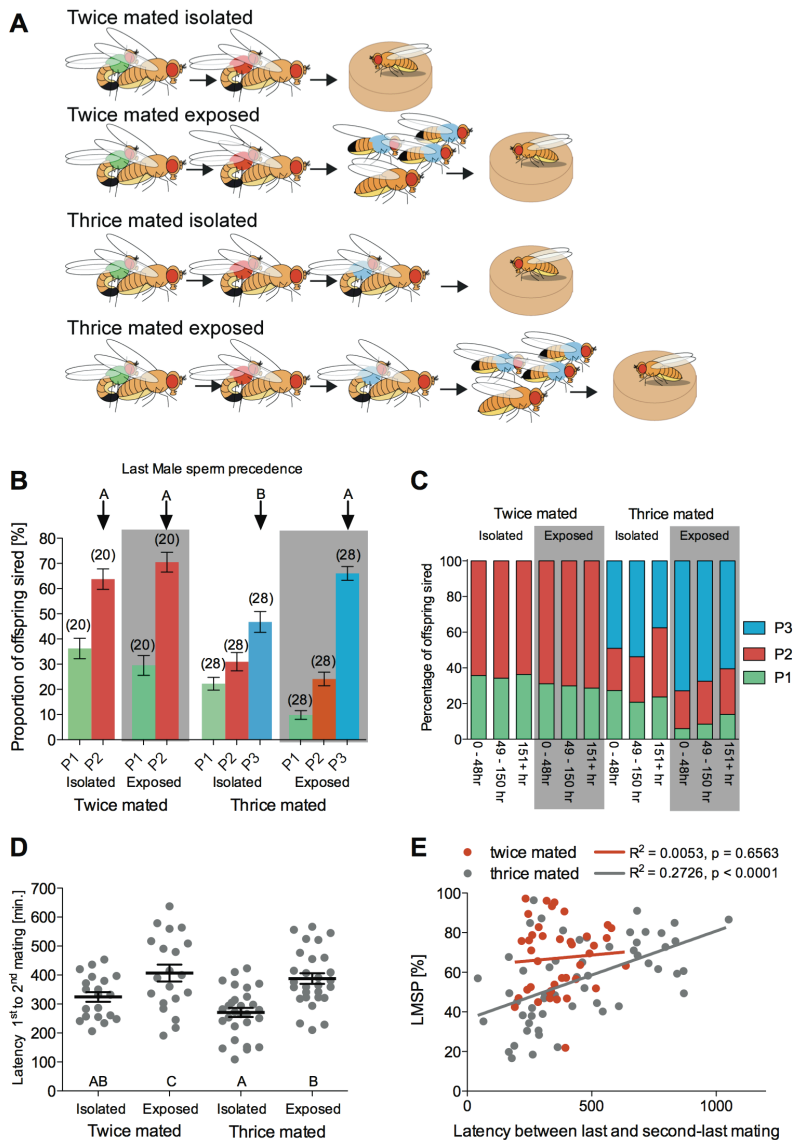 A
Twice mated isolated
Twice mated exposed
Thrice mated isolated
Thrice mated exposed
B
Last Male sperm precedence
A A B A
Proportion of offspring sired [%]
80
70
60
50
40
30
20
10
0
(20) (20) (20) (20) (28) (28) (28) (28) (28) (28)
P1 P2 P1 P2 P1 P2 P3 P1 P2 P3
Isolated Exposed Isolated Exposed
Twice mated Thrice mated
C
Twice mated Thrice mated
Isolated Exposed Isolated Exposed
Percentage of offspring sired
100
80
60
40
20
0
P3
P2
P1
0 - 48hr 49 - 150 hr 151+ hr 0 - 48hr 49 - 150 hr 151+ hr 0 - 48hr 49 - 150 hr 151+ hr 0 - 48hr 49 - 150 hr 151+ hr
D
Latency 1st to 2nd mating [min.]
700
600
500
400
300
200
100
0
AB C A B
Isolated Exposed Isolated Exposed
Twice mated Thrice mated
E
twice mated R2 = 0.0053, p = 0.6563
thrice mated R2 = 0.2726, p < 0.0001
LMSP [%]
100
80
60
40
20
0
0 500 1000
Latency between last and second-last mating